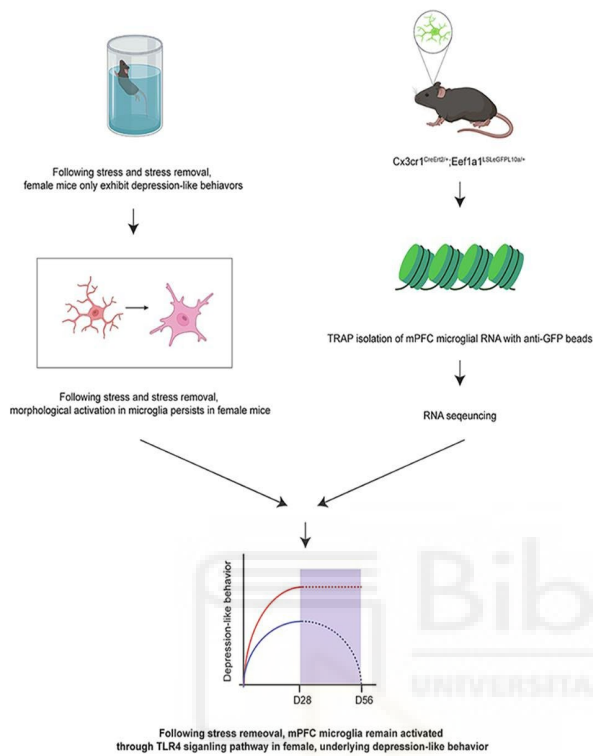 Following stress and stress removal,
female mice only exhibit depression-like behiavors
Following stress and stress removal,
morphological activation in microglia persists in female mice
Cx3cr1CreErt2/+;Eef1a1LSLeGFPL10a/+
TRAP isolation of mPFC microglial RNA with anti-GFP beads
RNA seqeuncing
Depression-like behavior
D28
D56
Following stress remeoval, mPFC microglia remain activated
through TLR4 siganling pathway in female, underlying depression-like behavior
Bib
UNIVERSITA